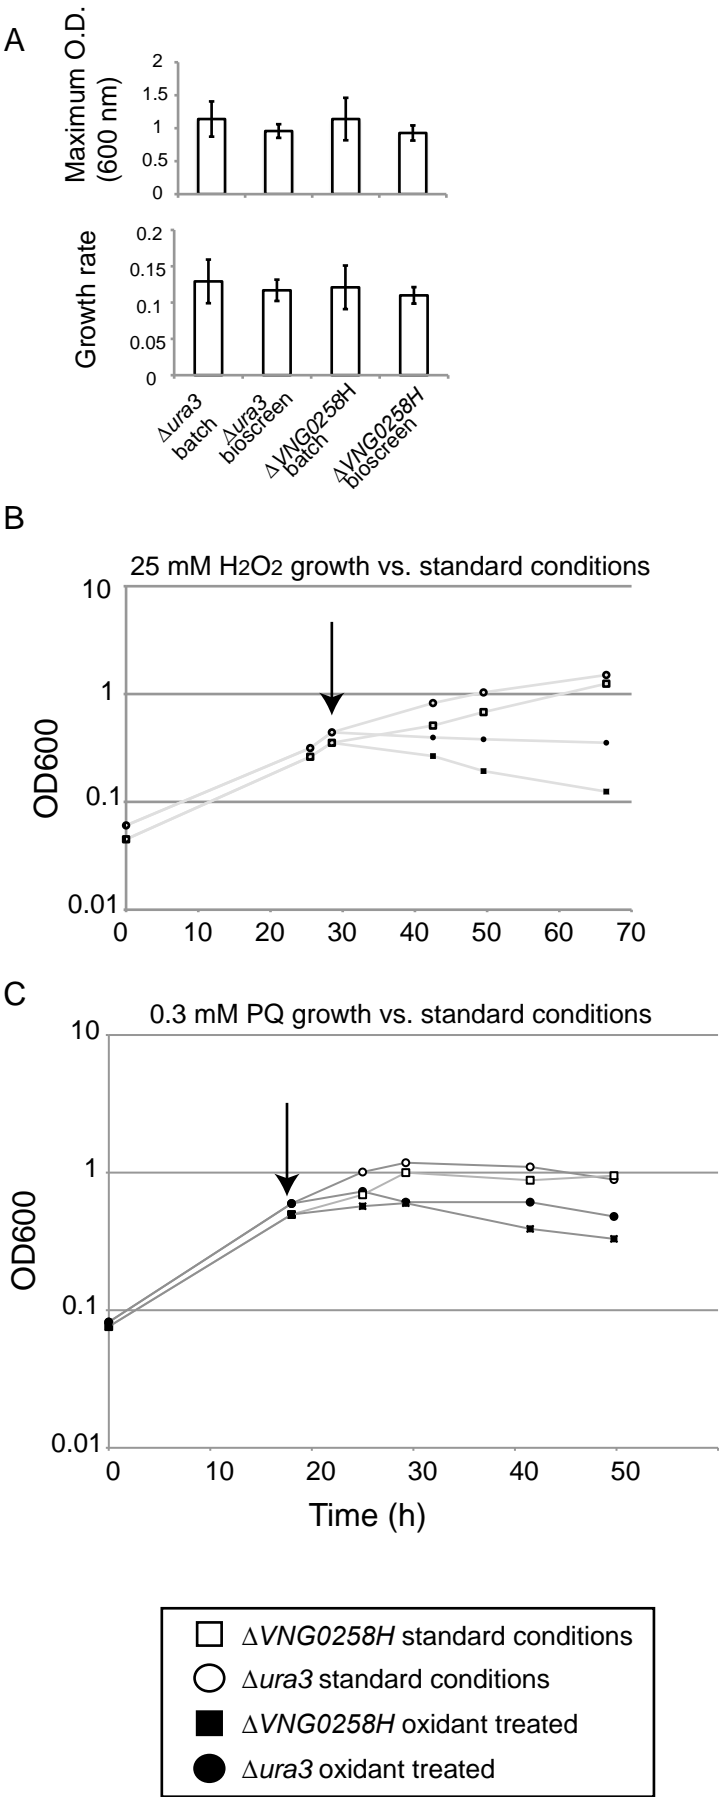 A
Maximum O.D.
(600 nm)
2
1.5
1
0.5
0
Growth rate
0.2
0.15
0.1
0.05
0
Δura3
batch
Δura3
bioscreen
ΔVNG0258H
batch
ΔVNG0258H
bioscreen
B
25 mM H2O2 growth vs. standard conditions
OD600
10
1
0.1
0.01
0 10 20 30 40 50 60 70
C
0.3 mM PQ growth vs. standard conditions
OD600
10
1
0.1
0.01
0 10 20 30 40 50
Time (h)
ΔVNG0258H standard conditions
Δura3 standard conditions
ΔVNG0258H oxidant treated
Δura3 oxidant treated